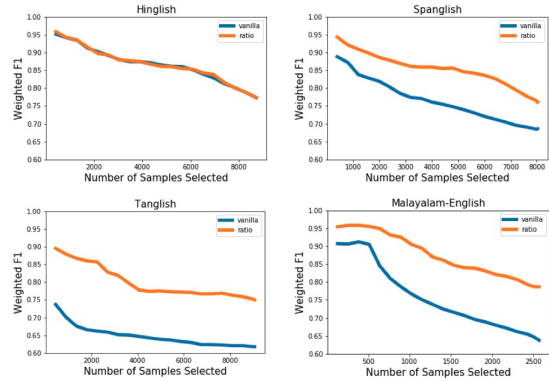 Hinglish
Weighted F1
1.00
0.95
0.90
0.85
0.80
0.75
0.70
0.65
0.60
vanilla
ratio
2000 4000 6000 8000
Number of Samples Selected
Spanglish
Weighted F1
1.00
0.95
0.90
0.85
0.80
0.75
0.70
0.65
0.60
vanilla
ratio
1000 2000 3000 4000 5000 6000 7000 8000
Number of Samples Selected
Tanglish
Weighted F1
1.00
0.95
0.90
0.85
0.80
0.75
0.70
0.65
0.60
vanilla
ratio
2000 4000 6000 8000
Number of Samples Selected
Malayalam-English
Weighted F1
1.00
0.95
0.90
0.85
0.80
0.75
0.70
0.65
0.60
vanilla
ratio
500 1000 1500 2000 2500
Number of Samples Selected